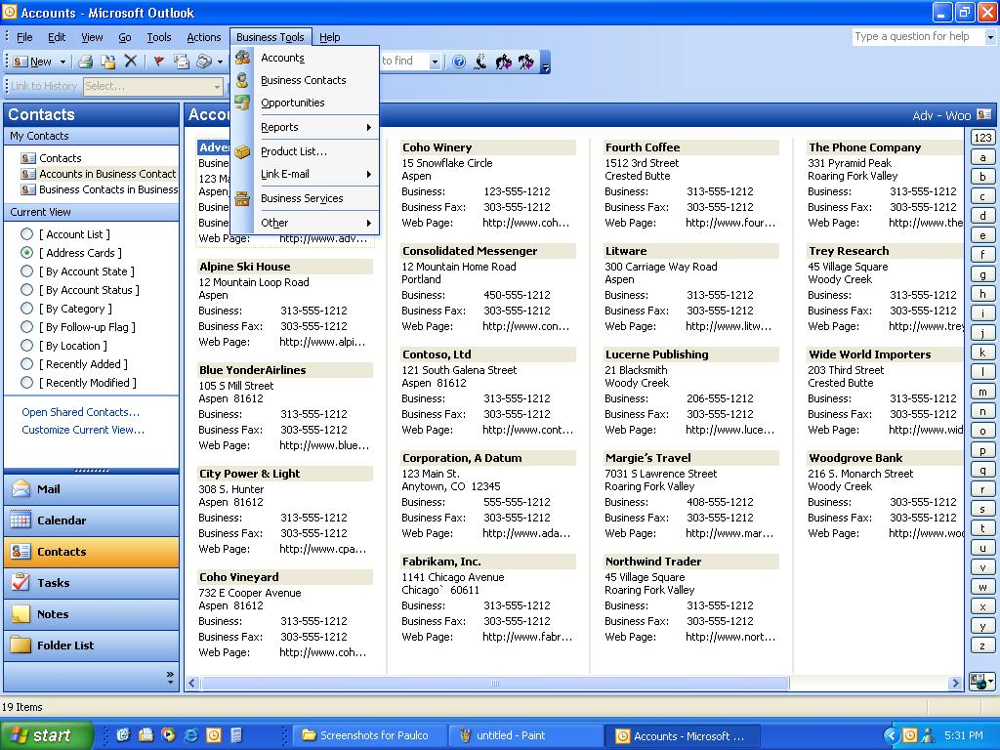 Accounts - Microsoft Outlook
File Edit View Go Tools Actions Business Tools Help
Type a question for help
New
to find
Link to History Select...
Accounts
Business Contacts
Opportunities
Reports
Product List...
Link E-mail
Business Services
Other
Contacts
My Contacts
Contacts
Accounts in Business Contact
Business Contacts in Business
Current View
[ Account List ]
[ Address Cards ]
[ By Account State ]
[ By Account Status ]
[ By Category ]
[ By Follow-up Flag ]
[ By Location ]
[ Recently Added ]
[ Recently Modified ]
Open Shared Contacts...
Customize Current View...
Mail
Calendar
Contacts
Tasks
Notes
Folder List
Adv - Woo
Web Page: http://www.adv...
Alpine Ski House
12 Mountain Loop Road
Aspen
Business: 313-555-1212
Business Fax: 303-555-1212
Web Page: http://www.alpi...
Blue YonderAirlines
105 S Mill Street
Aspen 81612
Business: 313-555-1212
Business Fax: 303-555-1212
Web Page: http://www.blue...
City Power & Light
308 S. Hunter
Aspen 81612
Business: 313-555-1212
Business Fax: 303-555-1212
Web Page: http://www.cpa...
Coho Vineyard
732 E Cooper Avenue
Aspen 81612
Business: 313-555-1212
Business Fax: 303-555-1212
Web Page: http://www.coh...
Coho Winery
15 Snowflake Circle
Aspen
Business: 123-555-1212
Business Fax: 303-555-1212
Web Page: http://www.coh...
Consolidated Messenger
12 Mountain Home Road
Portland
Business: 450-555-1212
Business Fax: 303-555-1212
Web Page: http://www.con...
Contoso, Ltd
121 South Galena Street
Aspen 81612
Business: 313-555-1212
Business Fax: 303-555-1212
Web Page: http://www.cont...
Corporation, A Datum
123 Main St.
Anytown, CO 12345
Business: 555-555-1212
Business Fax: 303-555-1212
Web Page: http://www.ada...
Fabrikam, Inc.
1141 Chicago Avenue
Chicago` 60611
Business: 313-555-1212
Business Fax: 303-555-1212
Web Page: http://www.fabr...
Fourth Coffee
1512 3rd Street
Crested Butte
Business: 313-555-1212
Business Fax: 303-555-1212
Web Page: http://www.four...
Litware
300 Carriage Way Road
Aspen
Business: 313-555-1212
Business Fax: 303-555-1212
Web Page: http://www.litw...
Lucerne Publishing
21 Blacksmith
Woody Creek
Business: 206-555-1212
Business Fax: 303-555-1212
Web Page: http://www.luce...
Margie's Travel
7031 S Lawrence Street
Roaring Fork Valley
Business: 408-555-1212
Business Fax: 303-555-1212
Web Page: http://www.mar...
Northwind Trader
45 Village Square
Roaring Fork Valley
Business: 313-555-1212
Business Fax: 303-555-1212
Web Page: http://www.nort...
The Phone Company
331 Pyramid Peak
Roaring Fork Valley
Business: 313-555-1212
Business Fax: 303-555-1212
Web Page: http://www.the
Trey Research
45 Village Square
Woody Creek
Business: 313-555-1212
Business Fax: 303-555-1212
Web Page: http://www.trey
Wide World Importers
203 Third Street
Crested Butte
Business: 313-555-1212
Business Fax: 303-555-1212
Web Page: http://www.wid
Woodgrove Bank
216 S. Monarch Street
Woody Creek
Business: 303-555-1212
Business Fax: 303-555-1212
Web Page: http://www.woo
123
a
b
c
d
e
f
g
h
i
j
k
l
m
n
o
p
q
r
s
t
u
v
w
x
y
z
19 Items
start
Screenshots for Paulco
untitled - Paint
Accounts - Microsoft ...
5:31 PM